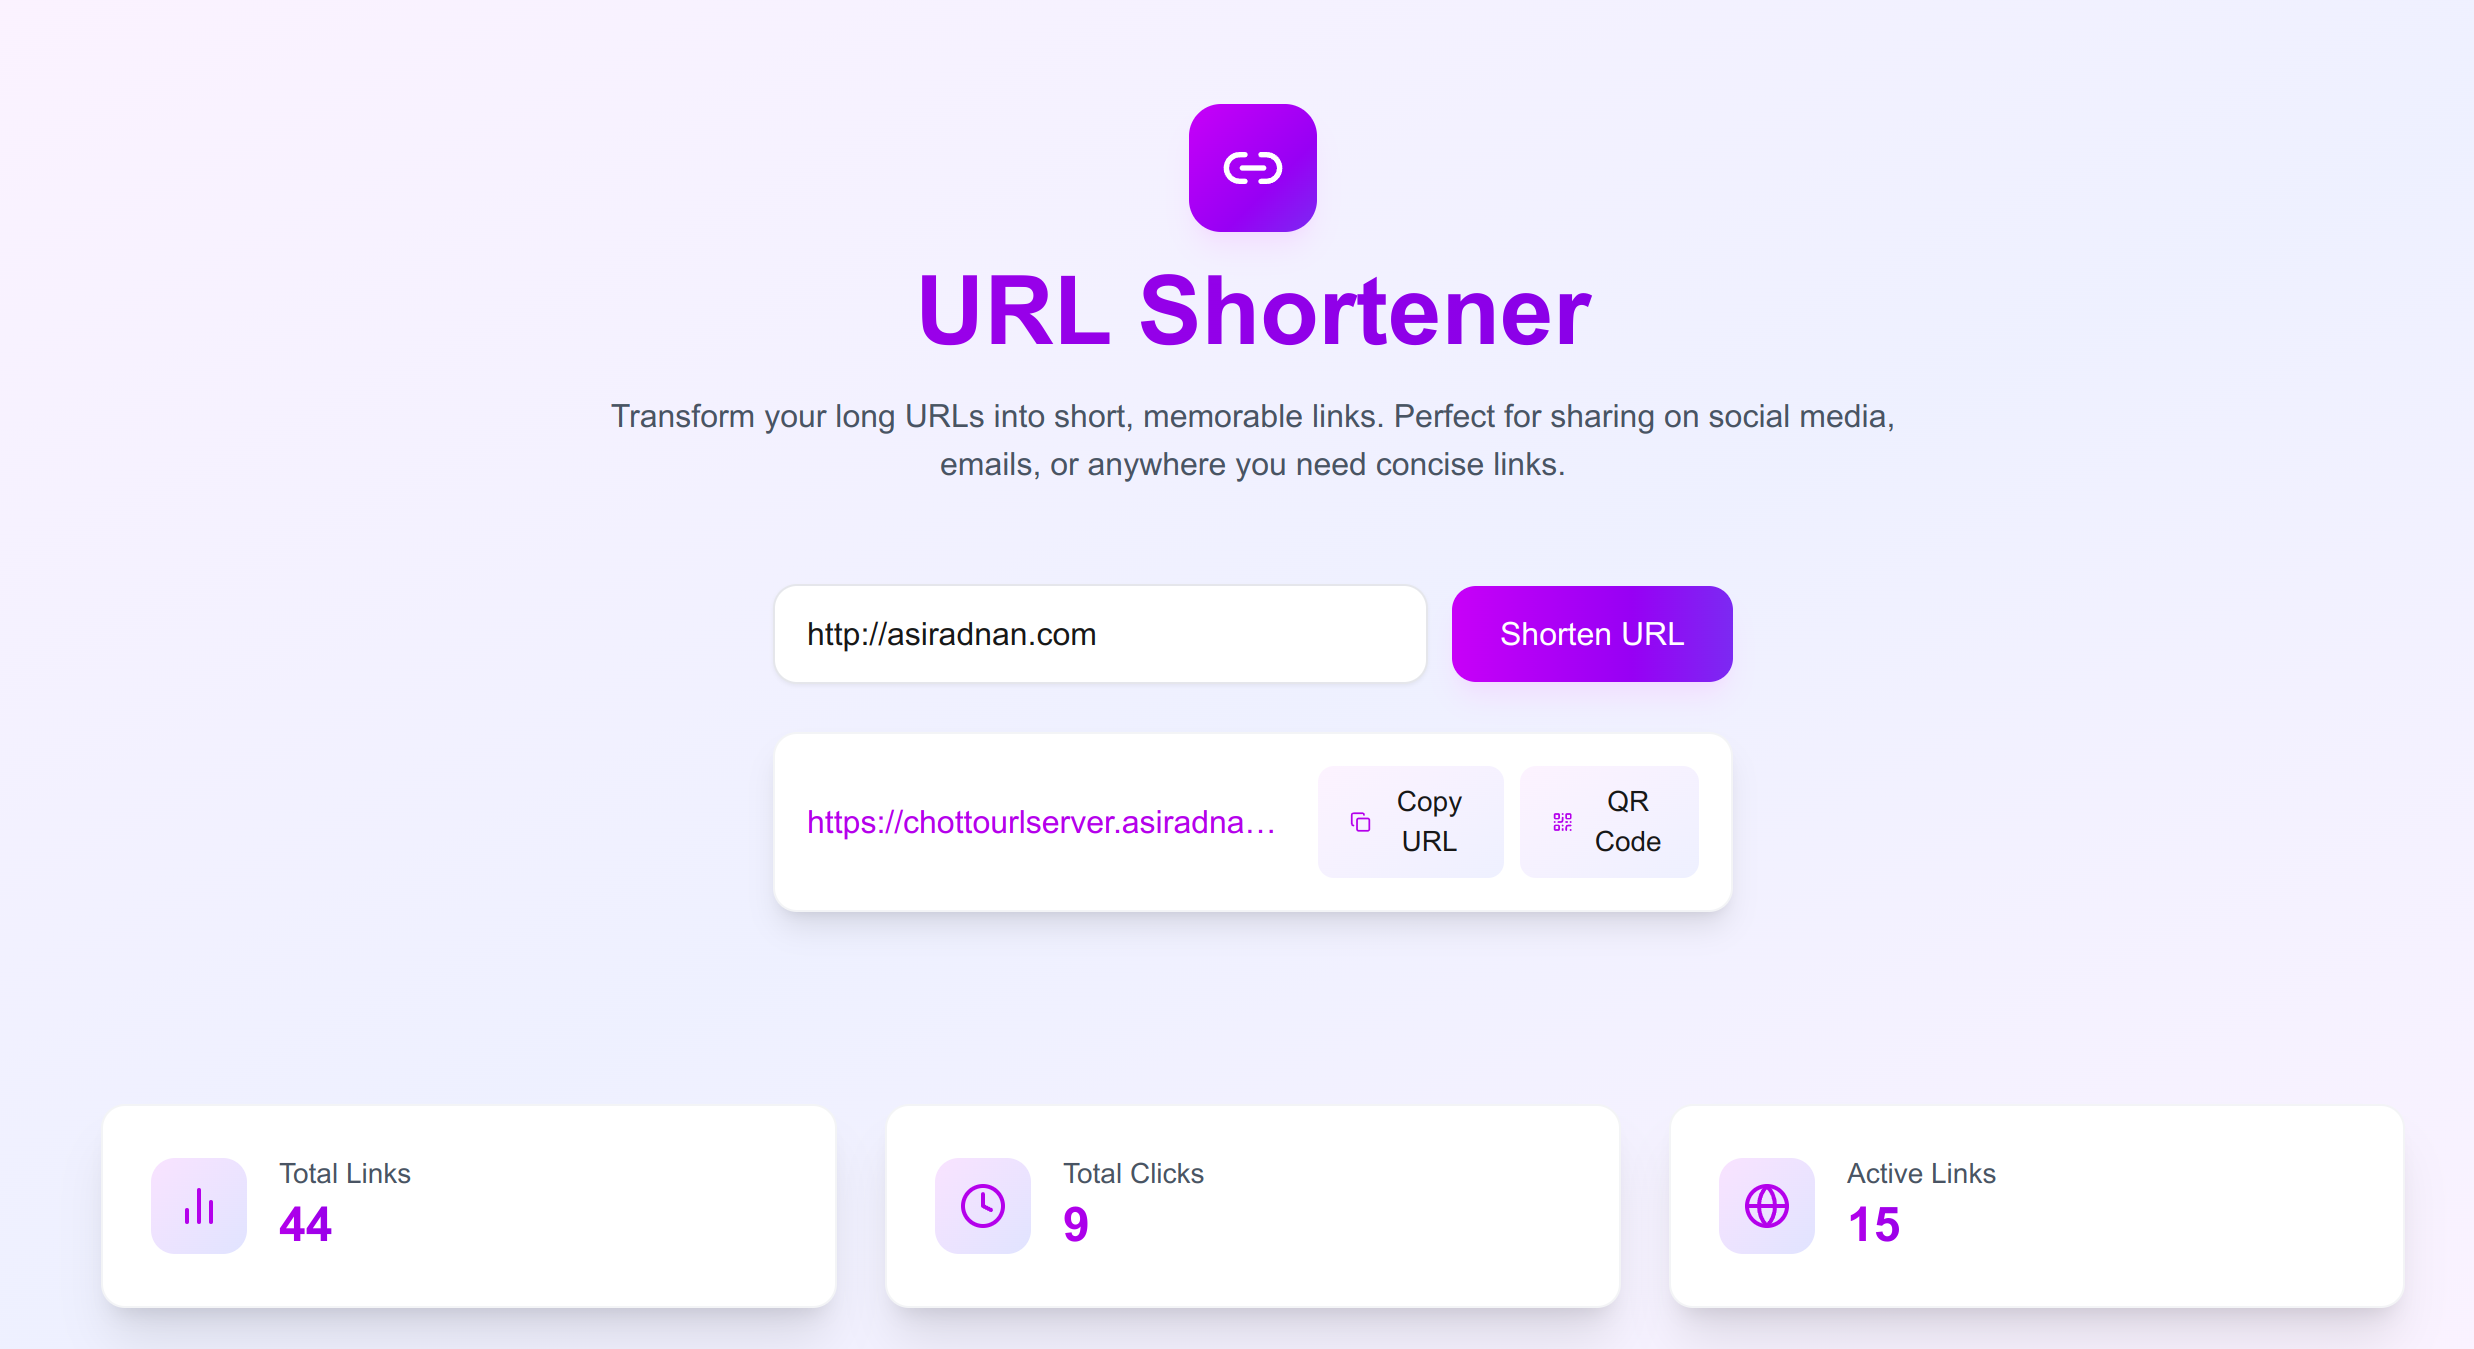 URL Shortener
Transform your long URLs into short, memorable links. Perfect for sharing on social media,
emails, or anywhere you need concise links.
http://asiradnan.com
Shorten URL
https://chottourlserver.asiradna…
Copy
URL
QR
Code
Total Links
44
Total Clicks
9
Active Links
15